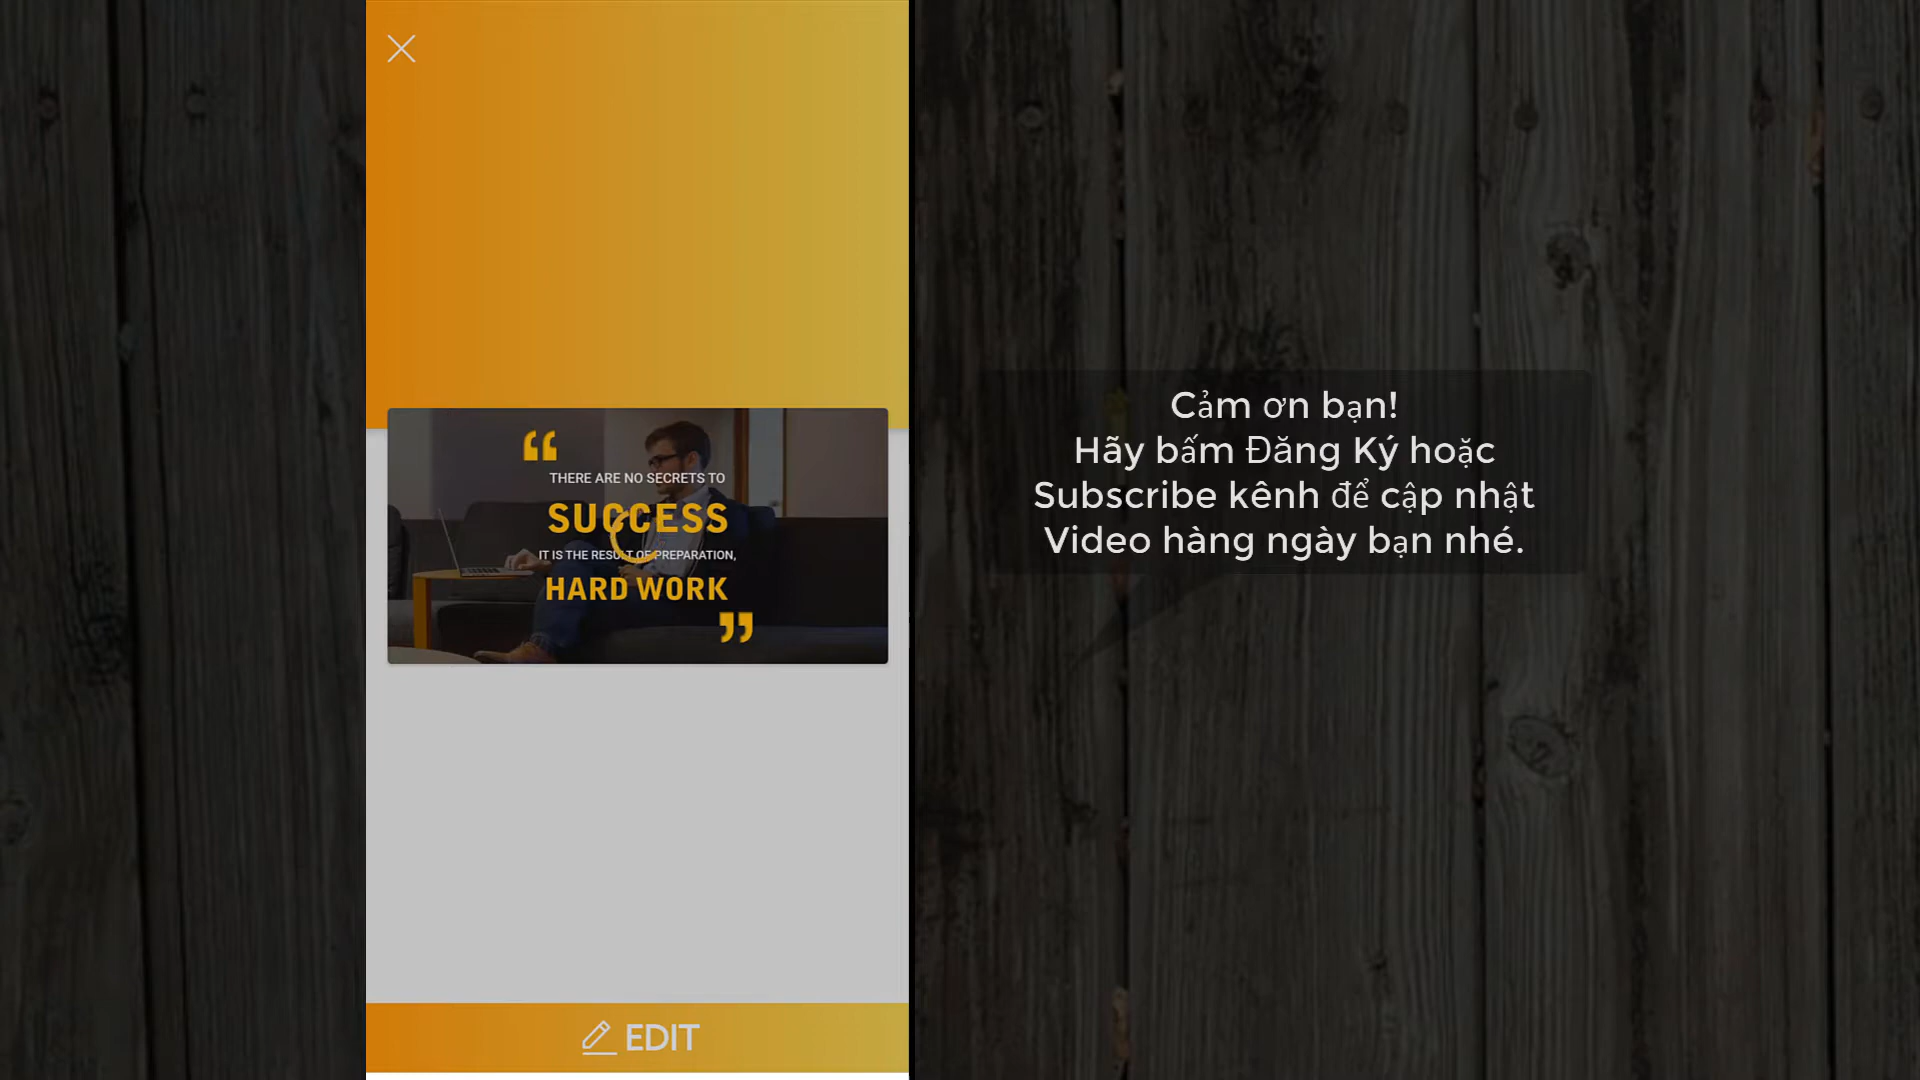 “
THERE ARE NO SECRETS TO
SUCCESS
IT IS THE RESULT OF PREPARATION,
HARD WORK
”
EDIT
Cảm ơn bạn!
Hãy bấm Đăng Ký hoặc
Subscribe kênh để cập nhật
Video hàng ngày bạn nhé.